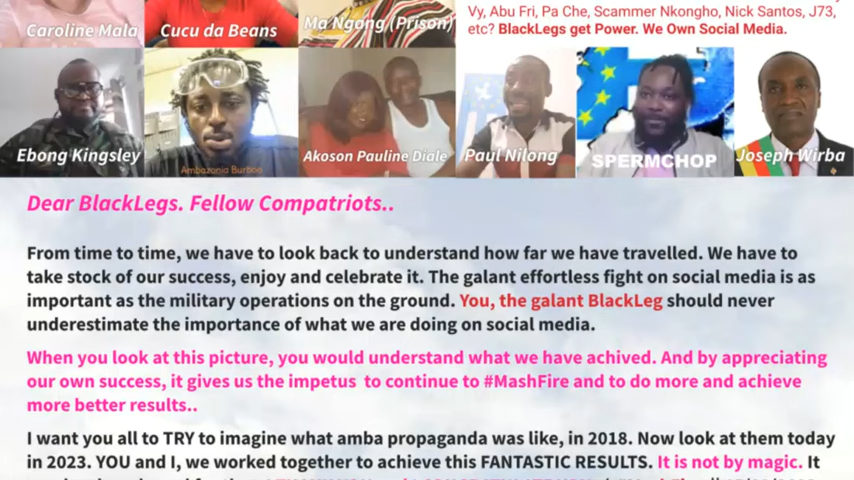 Vy, Abu Fri, Pa Che, Scammer Nkongho, Nick Santos, J73,
etc? BlackLegs get Power. We Own Social Media.
Caroline Mala
Cucu da Beans
Ma Ngong (Prison)
Ebong Kingsley
Ambazonia Burboo
Akoson Pauline Diale
Paul Nilong
SPERMCHOP
Joseph Wirba
Dear BlackLegs. Fellow Compatriots..
From time to time, we have to look back to understand how far we have travelled. We have to
take stock of our success, enjoy and celebrate it. The galant effortless fight on social media is as
important as the military operations on the ground. You, the galant BlackLeg should never
underestimate the importance of what we are doing on social media.
When you look at this picture, you would understand what we have achived. And by appreciating
our own success, it gives us the impetus to continue to #MashFire and to do more and achieve
more better results..
I want you all to TRY to imagine what amba propaganda was like, in 2018. Now look at them today
in 2023. YOU and I, we worked together to achieve this FANTASTIC RESULTS. It is not by magic. It